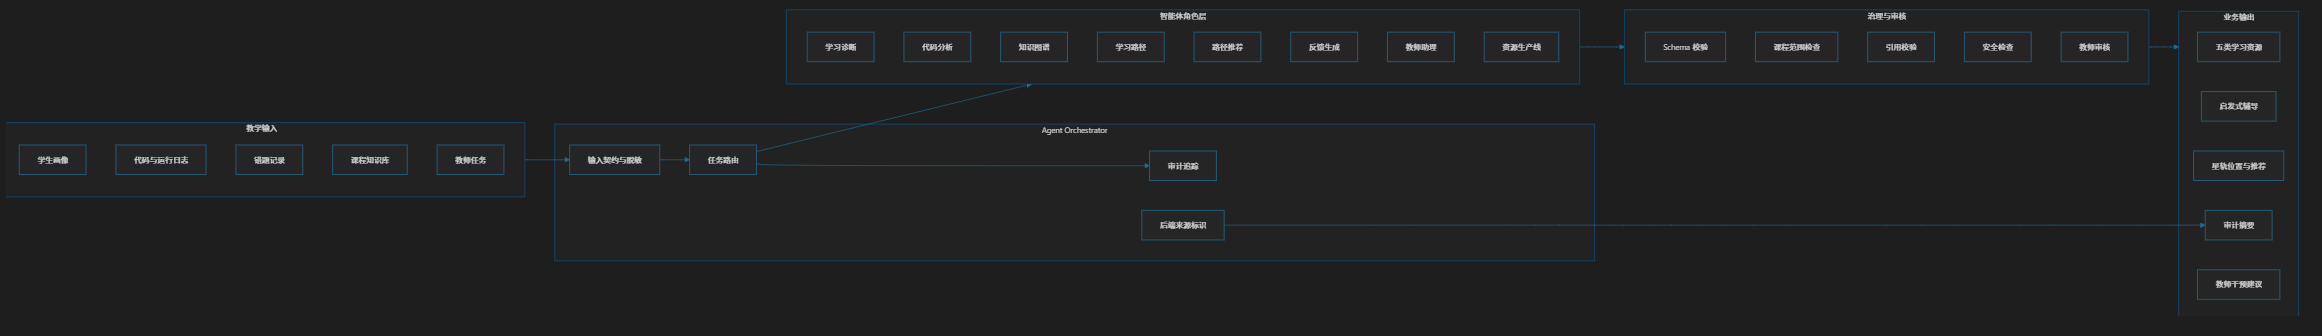 教学输入
学生画像
代码与运行日志
错题记录
课程知识库
教师任务
Agent Orchestrator
输入契约与脱敏
任务路由
审计追踪
后端来源标识
智能体角色层
学习诊断
代码分析
知识图谱
学习路径
路径推荐
反馈生成
教师助理
资源生产线
治理与审核
Schema 校验
课程范围检查
引用校验
安全检查
教师审核
业务输出
五类学习资源
启发式辅导
星轨位置与推荐
审计摘要
教师干预建议